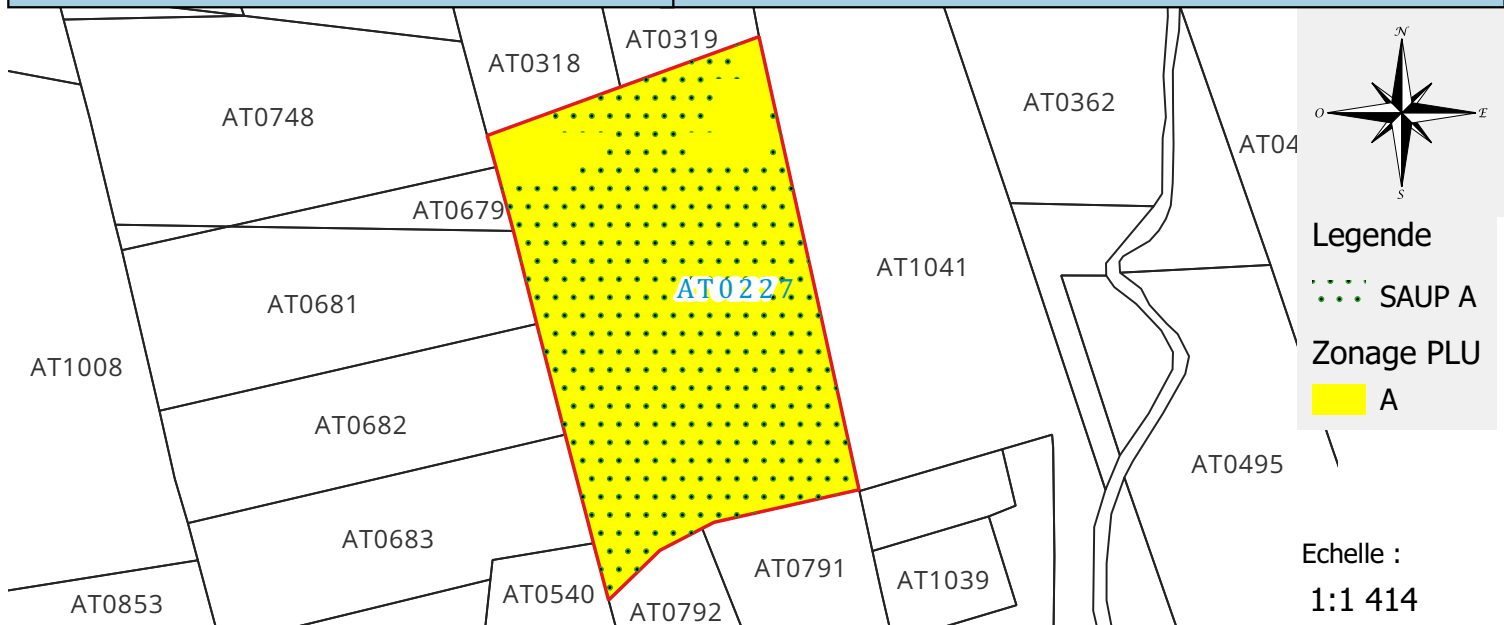 AT0319
AT0318
AT0748
AT0362
AT04
AT0679
AT1041
AT0227
AT0681
AT1008
AT0682
AT0495
AT0683
AT0791
AT1039
AT0540
AT0853
AT0792
N
O
E
S
Legende
SAUP A
Zonage PLU
A
Echelle :
1:1 414